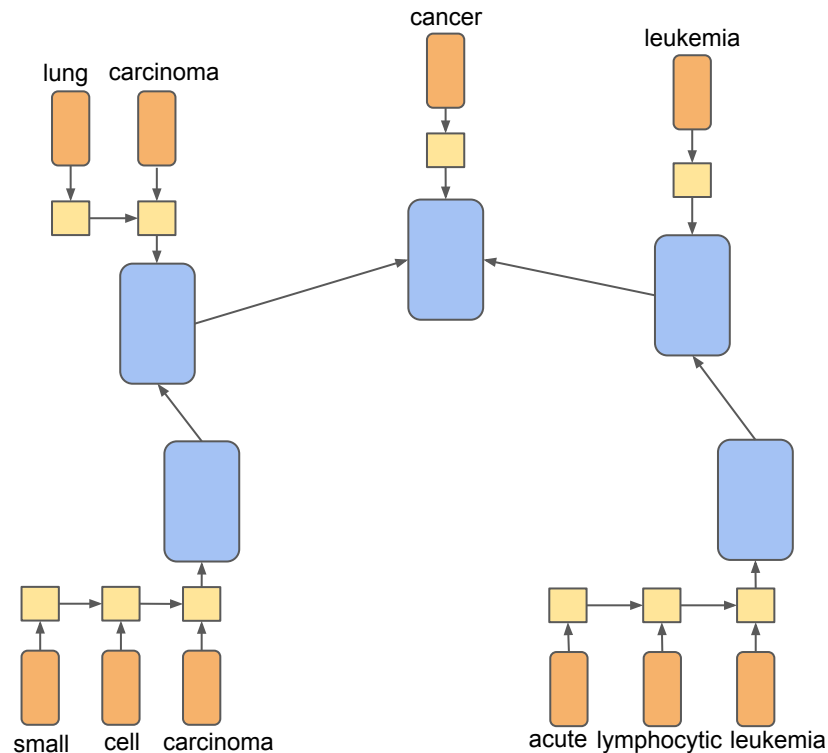 cancer
leukemia
lung carcinoma
small cell carcinoma
acute lymphocytic leukemia